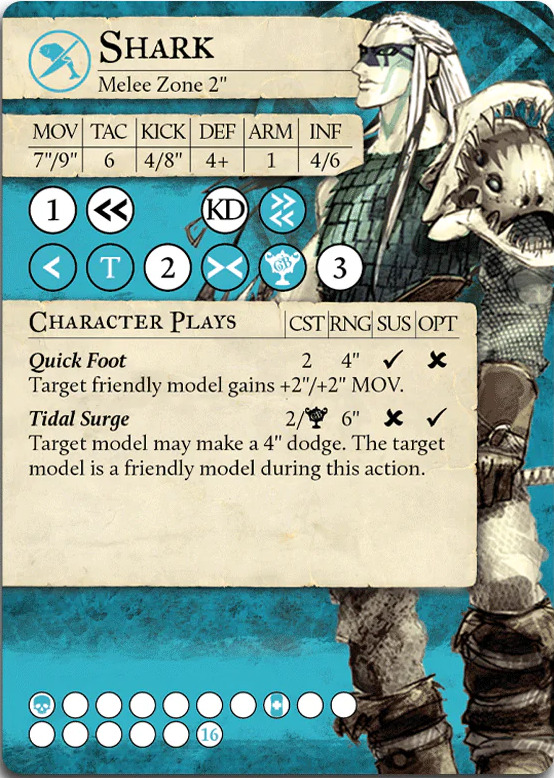 SHARK
Melee Zone 2"
MOV TAC KICK DEF ARM INF
7"/9" 6 4/8" 4+ 1 4/6
1 << KD >> <<
< T 2 >< GB 3
CHARACTER PLAYS CST RNG SUS OPT
Quick Foot 2 4" ✓ ✘
Target friendly model gains +2"/+2" MOV.
Tidal Surge 2/GB 6" ✘ ✓
Target model may make a 4" dodge. The target
model is a friendly model during this action.
16